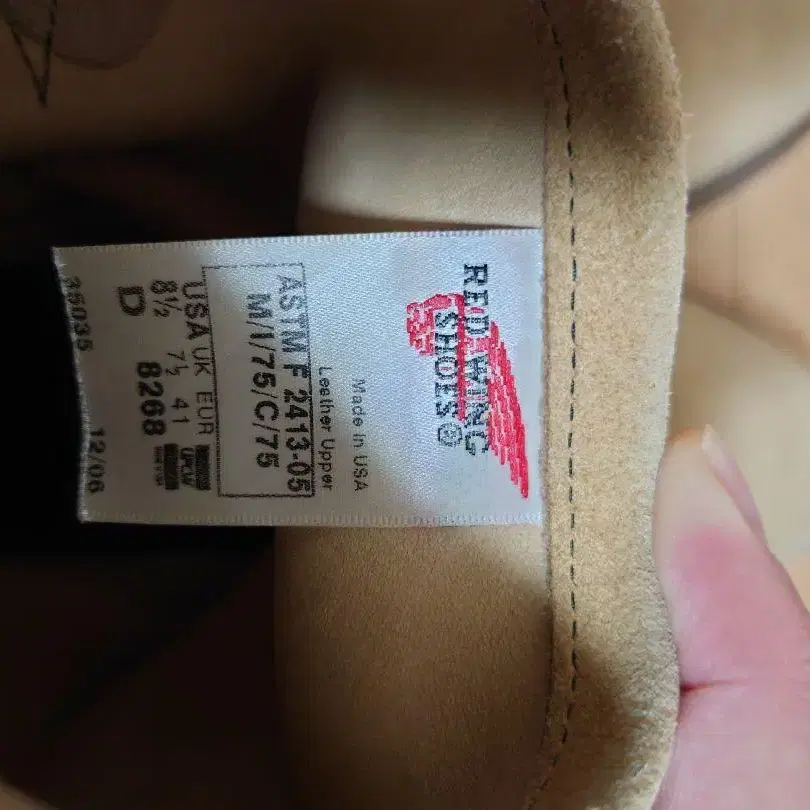 RED WING
SHOES®
Made in USA
Leather Upper
ASTM F 2413-05
M/I/75/C/75
USA UK EUR
8½ 7½ 41
D 8268
35035 12/06